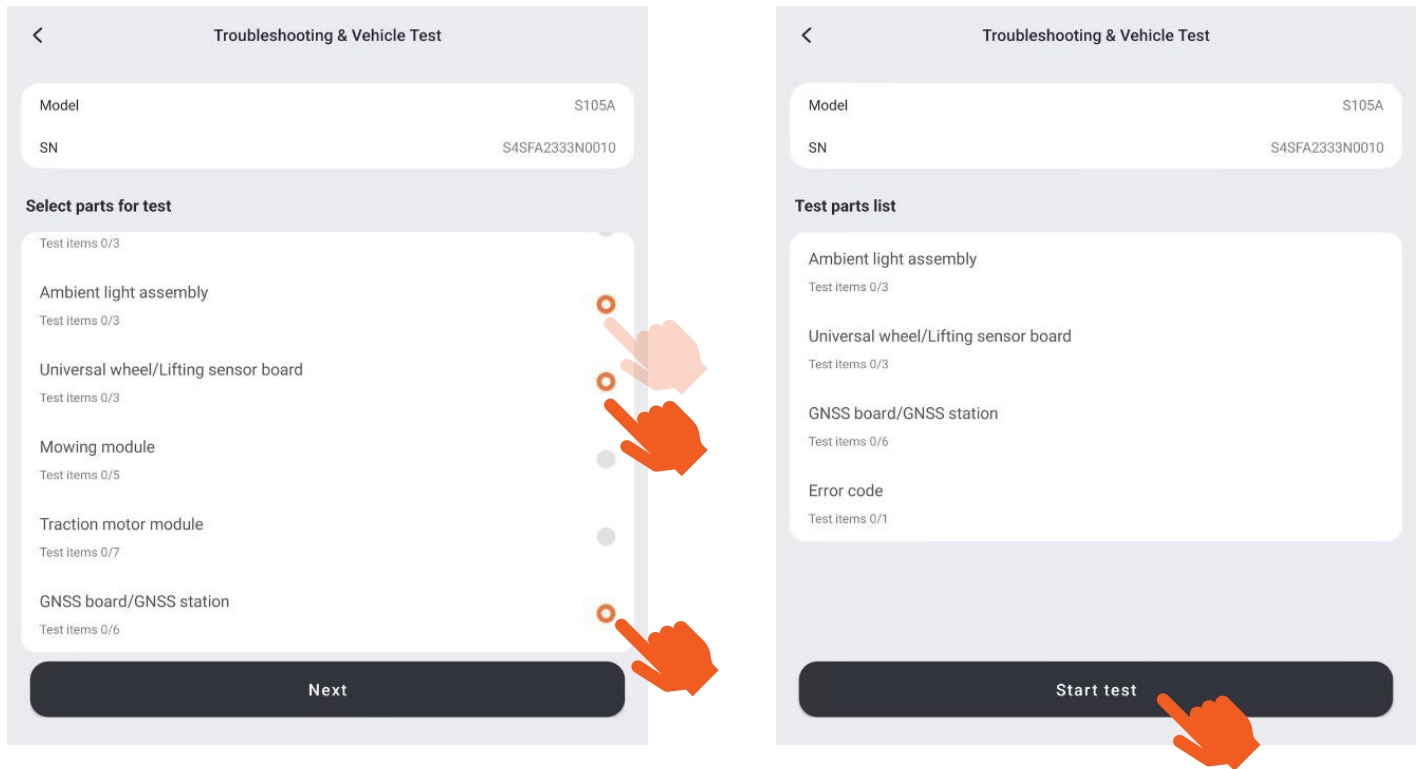 Troubleshooting & Vehicle Test
Model S105A
SN S4SFA2333N0010
Select parts for test
Test items 0/3
Ambient light assembly
Test items 0/3
Universal wheel/Lifting sensor board
Test items 0/3
Mowing module
Test items 0/5
Traction motor module
Test items 0/7
GNSS board/GNSS station
Test items 0/6
Next
Troubleshooting & Vehicle Test
Model S105A
SN S4SFA2333N0010
Test parts list
Ambient light assembly
Test items 0/3
Universal wheel/Lifting sensor board
Test items 0/3
GNSS board/GNSS station
Test items 0/6
Error code
Test items 0/1
Start test